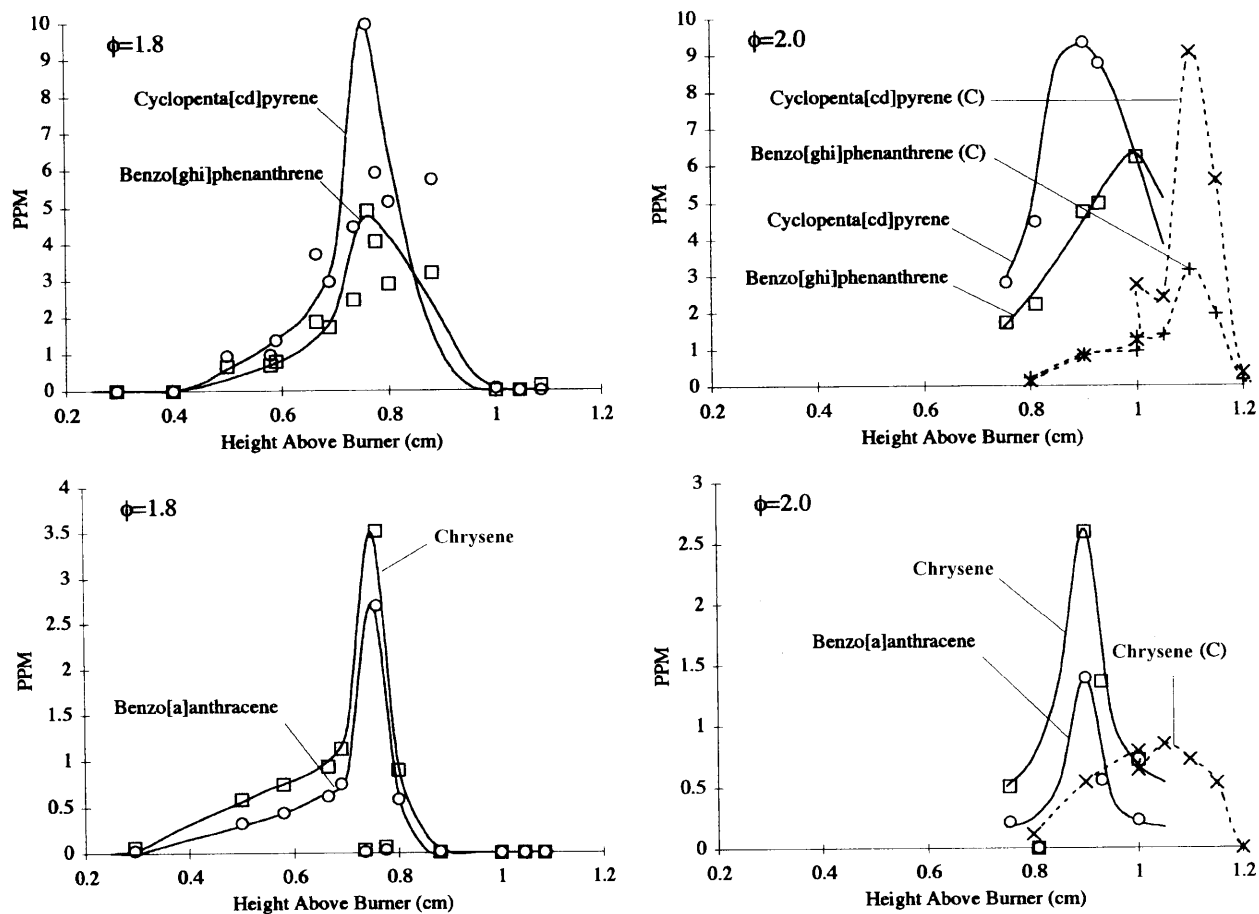 10
9
8
7
6
5
4
3
2
1
0
PPM
ϕ=1.8
Cyclopenta[cd]pyrene
Benzo[ghi]phenanthrene
0.2 0.4 0.6 0.8 1 1.2
Height Above Burner (cm)
10
9
8
7
6
5
4
3
2
1
0
PPM
ϕ=2.0
Cyclopenta[cd]pyrene (C)
Benzo[ghi]phenanthrene (C)
Cyclopenta[cd]pyrene
Benzo[ghi]phenanthrene
0.2 0.4 0.6 0.8 1 1.2
Height Above Burner (cm)
4
3.5
3
2.5
2
1.5
1
0.5
0
PPM
ϕ=1.8
Chrysene
Benzo[a]anthracene
0.2 0.4 0.6 0.8 1 1.2
Height Above Burner (cm)
3
2.5
2
1.5
1
0.5
0
PPM
ϕ=2.0
Chrysene
Benzo[a]anthracene
Chrysene (C)
0.2 0.4 0.6 0.8 1 1.2
Height Above Burner (cm)